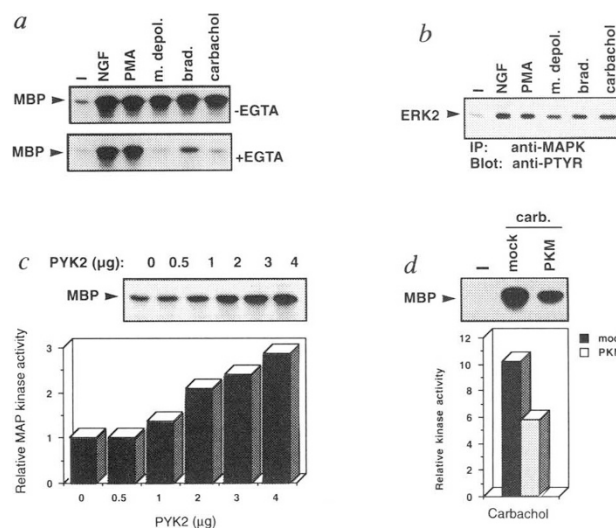 a
I NGF PMA m. depol. brad. carbachol
MBP
-EGTA
MBP
+EGTA
b
I NGF PMA m. depol. brad. carbachol
ERK2
IP: anti-MAPK
Blot: anti-PTYR
c
PYK2 (μg): 0 0.5 1 2 3 4
MBP
Relative MAP kinase activity
3
2
1
0
0 0.5 1 2 3 4
PYK2 (μg)
d
carb.
I mock PKM
MBP
Relative kinase activity
12
10
8
6
4
2
0
Carbachol